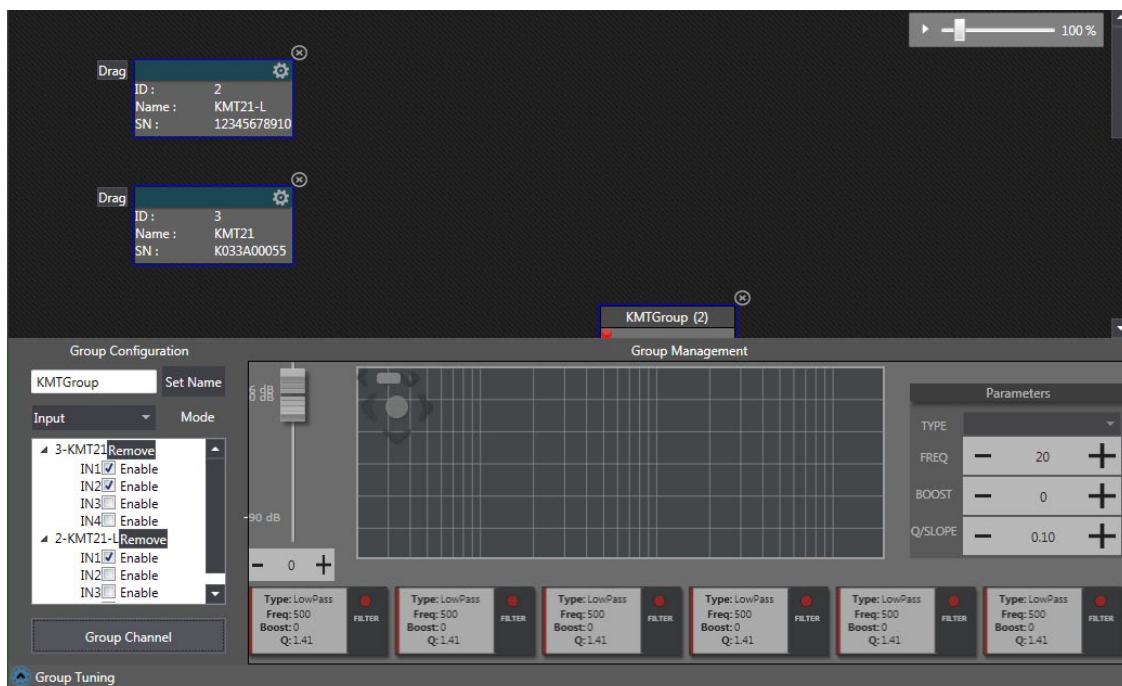 100 %
Drag
ID : 2
Name : KMT21-L
SN : 12345678910
Drag
ID : 3
Name : KMT21
SN : K033A00055
KMTGroup (2)
Group Configuration
KMTGroup Set Name
Input Mode
3-KMT21 Remove
IN1 Enable
IN2 Enable
IN3 Enable
IN4 Enable
2-KMT21-L Remove
IN1 Enable
IN2 Enable
IN3 Enable
Group Channel
Group Management
6 dB
0 dB
-90 dB
- 0 +
Parameters
TYPE
FREQ - 20 +
BOOST - 0 +
Q/SLOPE - 0.10 +
Type: LowPass
Freq: 500
Boost: 0
Q: 1.41
FILTER
Type: LowPass
Freq: 500
Boost: 0
Q: 1.41
FILTER
Type: LowPass
Freq: 500
Boost: 0
Q: 1.41
FILTER
Type: LowPass
Freq: 500
Boost: 0
Q: 1.41
FILTER
Type: LowPass
Freq: 500
Boost: 0
Q: 1.41
FILTER
Type: LowPass
Freq: 500
Boost: 0
Q: 1.41
FILTER
Group Tuning